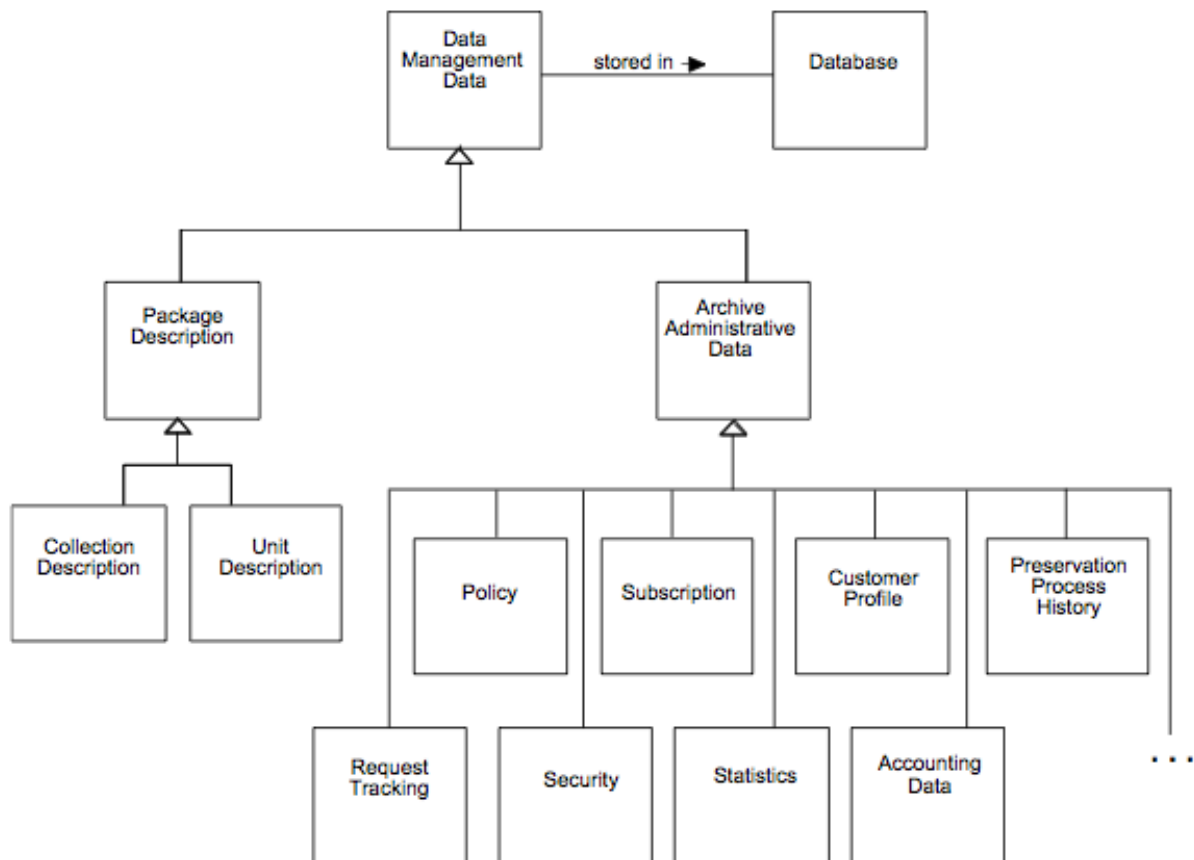 Data
Management
Data
stored in
Database
Package
Description
Archive
Administrative
Data
Collection
Description
Unit
Description
Policy
Subscription
Customer
Profile
Preservation
Process
History
Request
Tracking
Security
Statistics
Accounting
Data
. . .